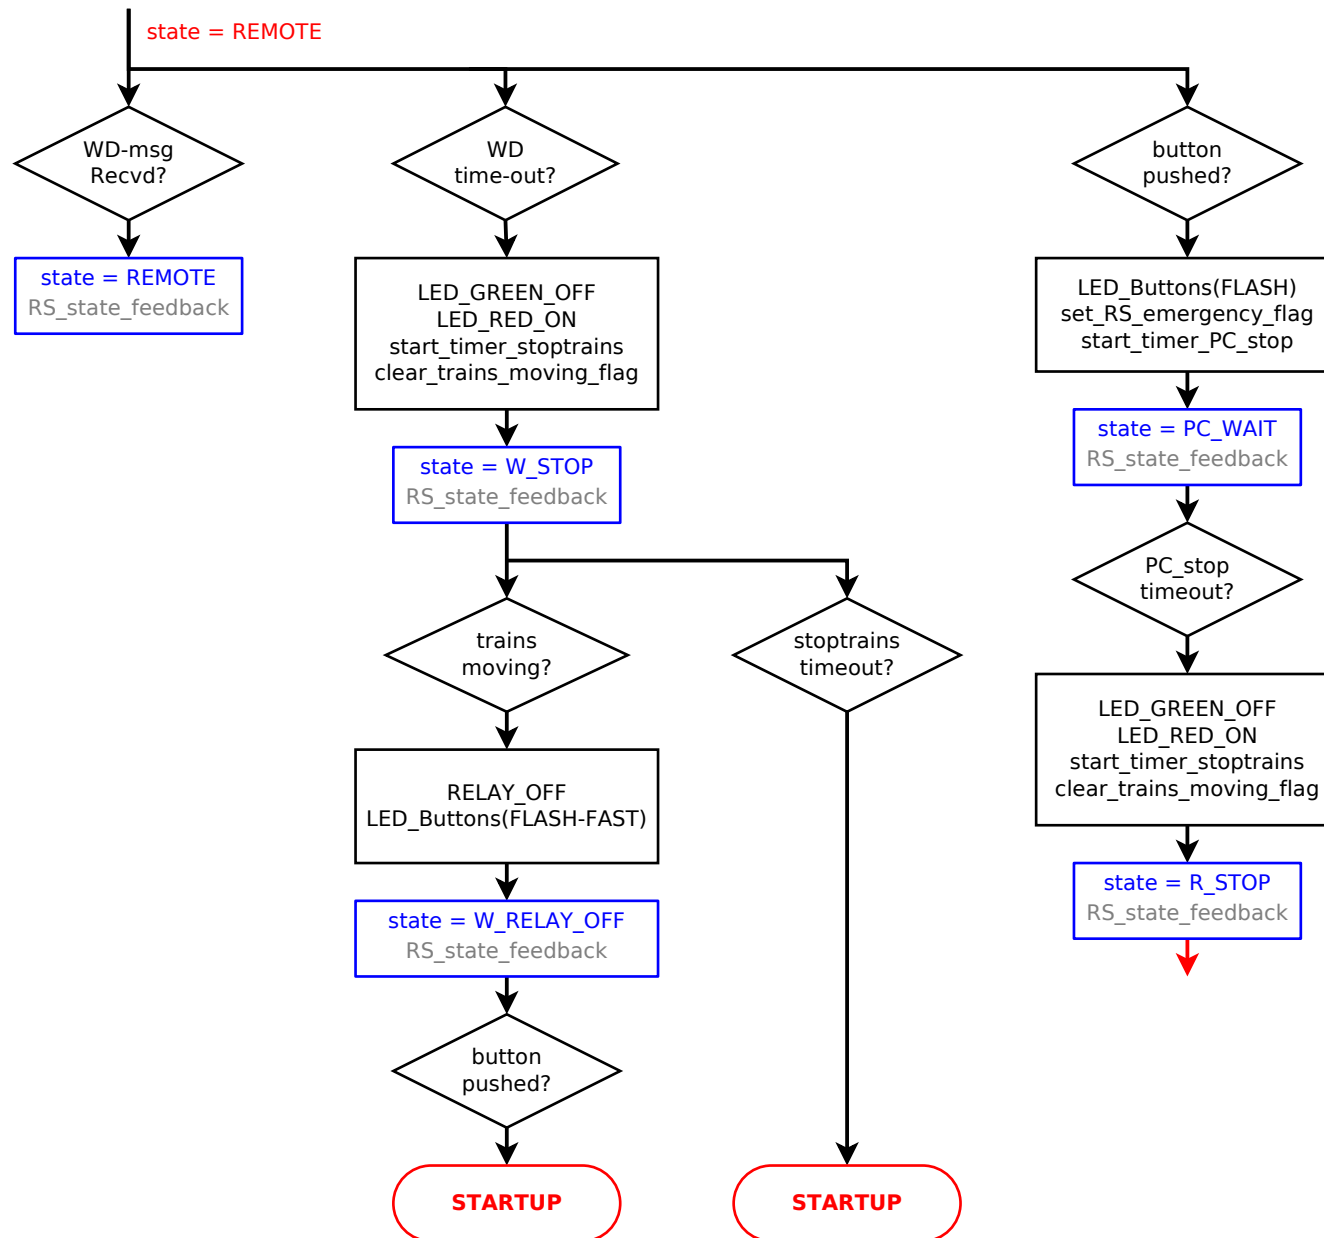 state = REMOTE
WD-msg
Recvd?
WD
time-out?
button
pushed?
state = REMOTE
RS_state_feedback
LED_GREEN_OFF
LED_RED_ON
start_timer_stoptrains
clear_trains_moving_flag
LED_Buttons(FLASH)
set_RS_emergency_flag
start_timer_PC_stop
state = W_STOP
RS_state_feedback
state = PC_WAIT
RS_state_feedback
PC_stop
timeout?
trains
moving?
stoptrains
timeout?
LED_GREEN_OFF
LED_RED_ON
start_timer_stoptrains
clear_trains_moving_flag
RELAY_OFF
LED_Buttons(FLASH-FAST)
state = R_STOP
RS_state_feedback
state = W_RELAY_OFF
RS_state_feedback
button
pushed?
STARTUP
STARTUP